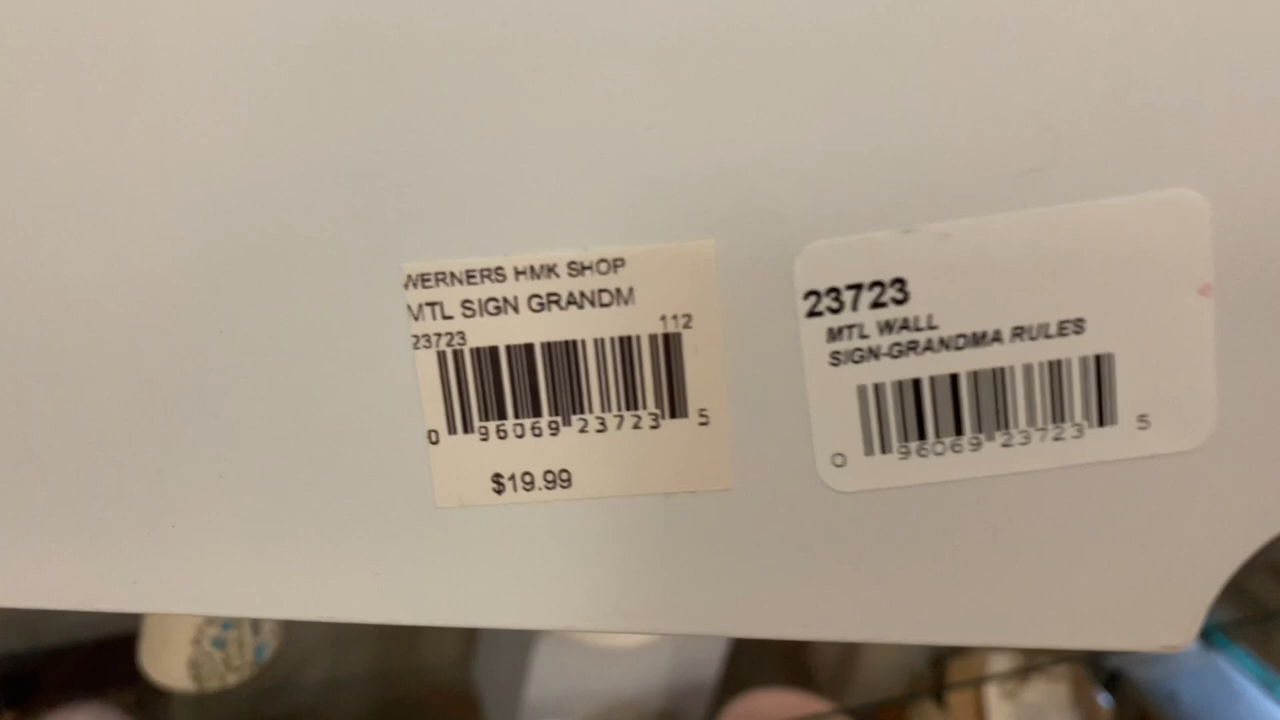 WERNERS HMK SHOP
MTL SIGN GRANDM
23723 112
0 96069 23723 5
$19.99
23723
MTL WALL
SIGN-GRANDMA RULES
0 96069 23723 5